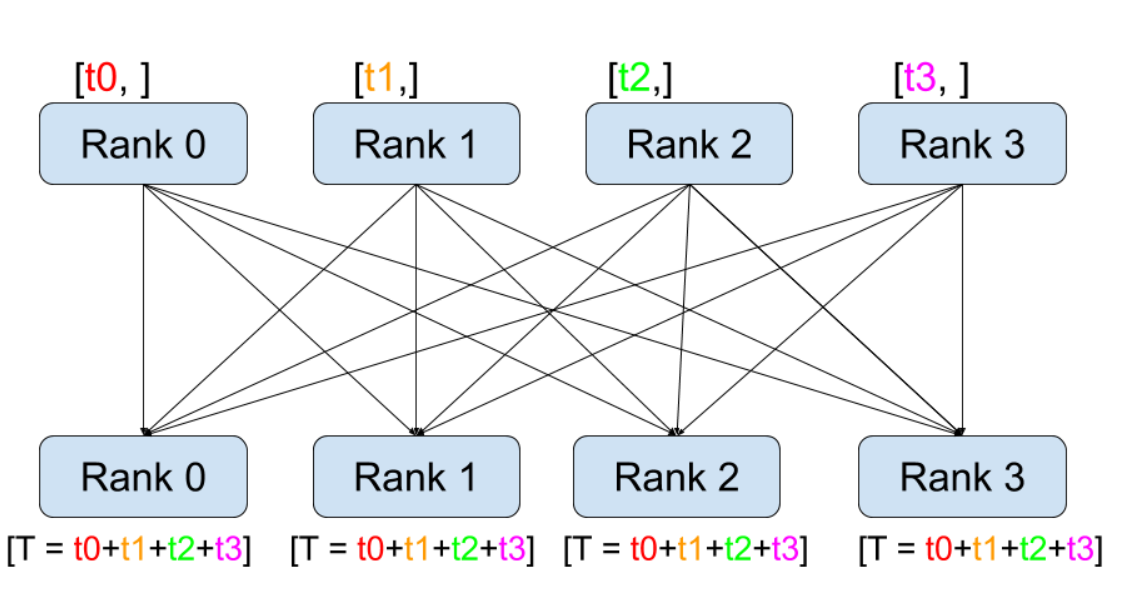 [t0, ] [t1,] [t2,] [t3, ]
Rank 0 Rank 1 Rank 2 Rank 3
Rank 0 Rank 1 Rank 2 Rank 3
[T = t0+t1+t2+t3] [T = t0+t1+t2+t3] [T = t0+t1+t2+t3] [T = t0+t1+t2+t3]